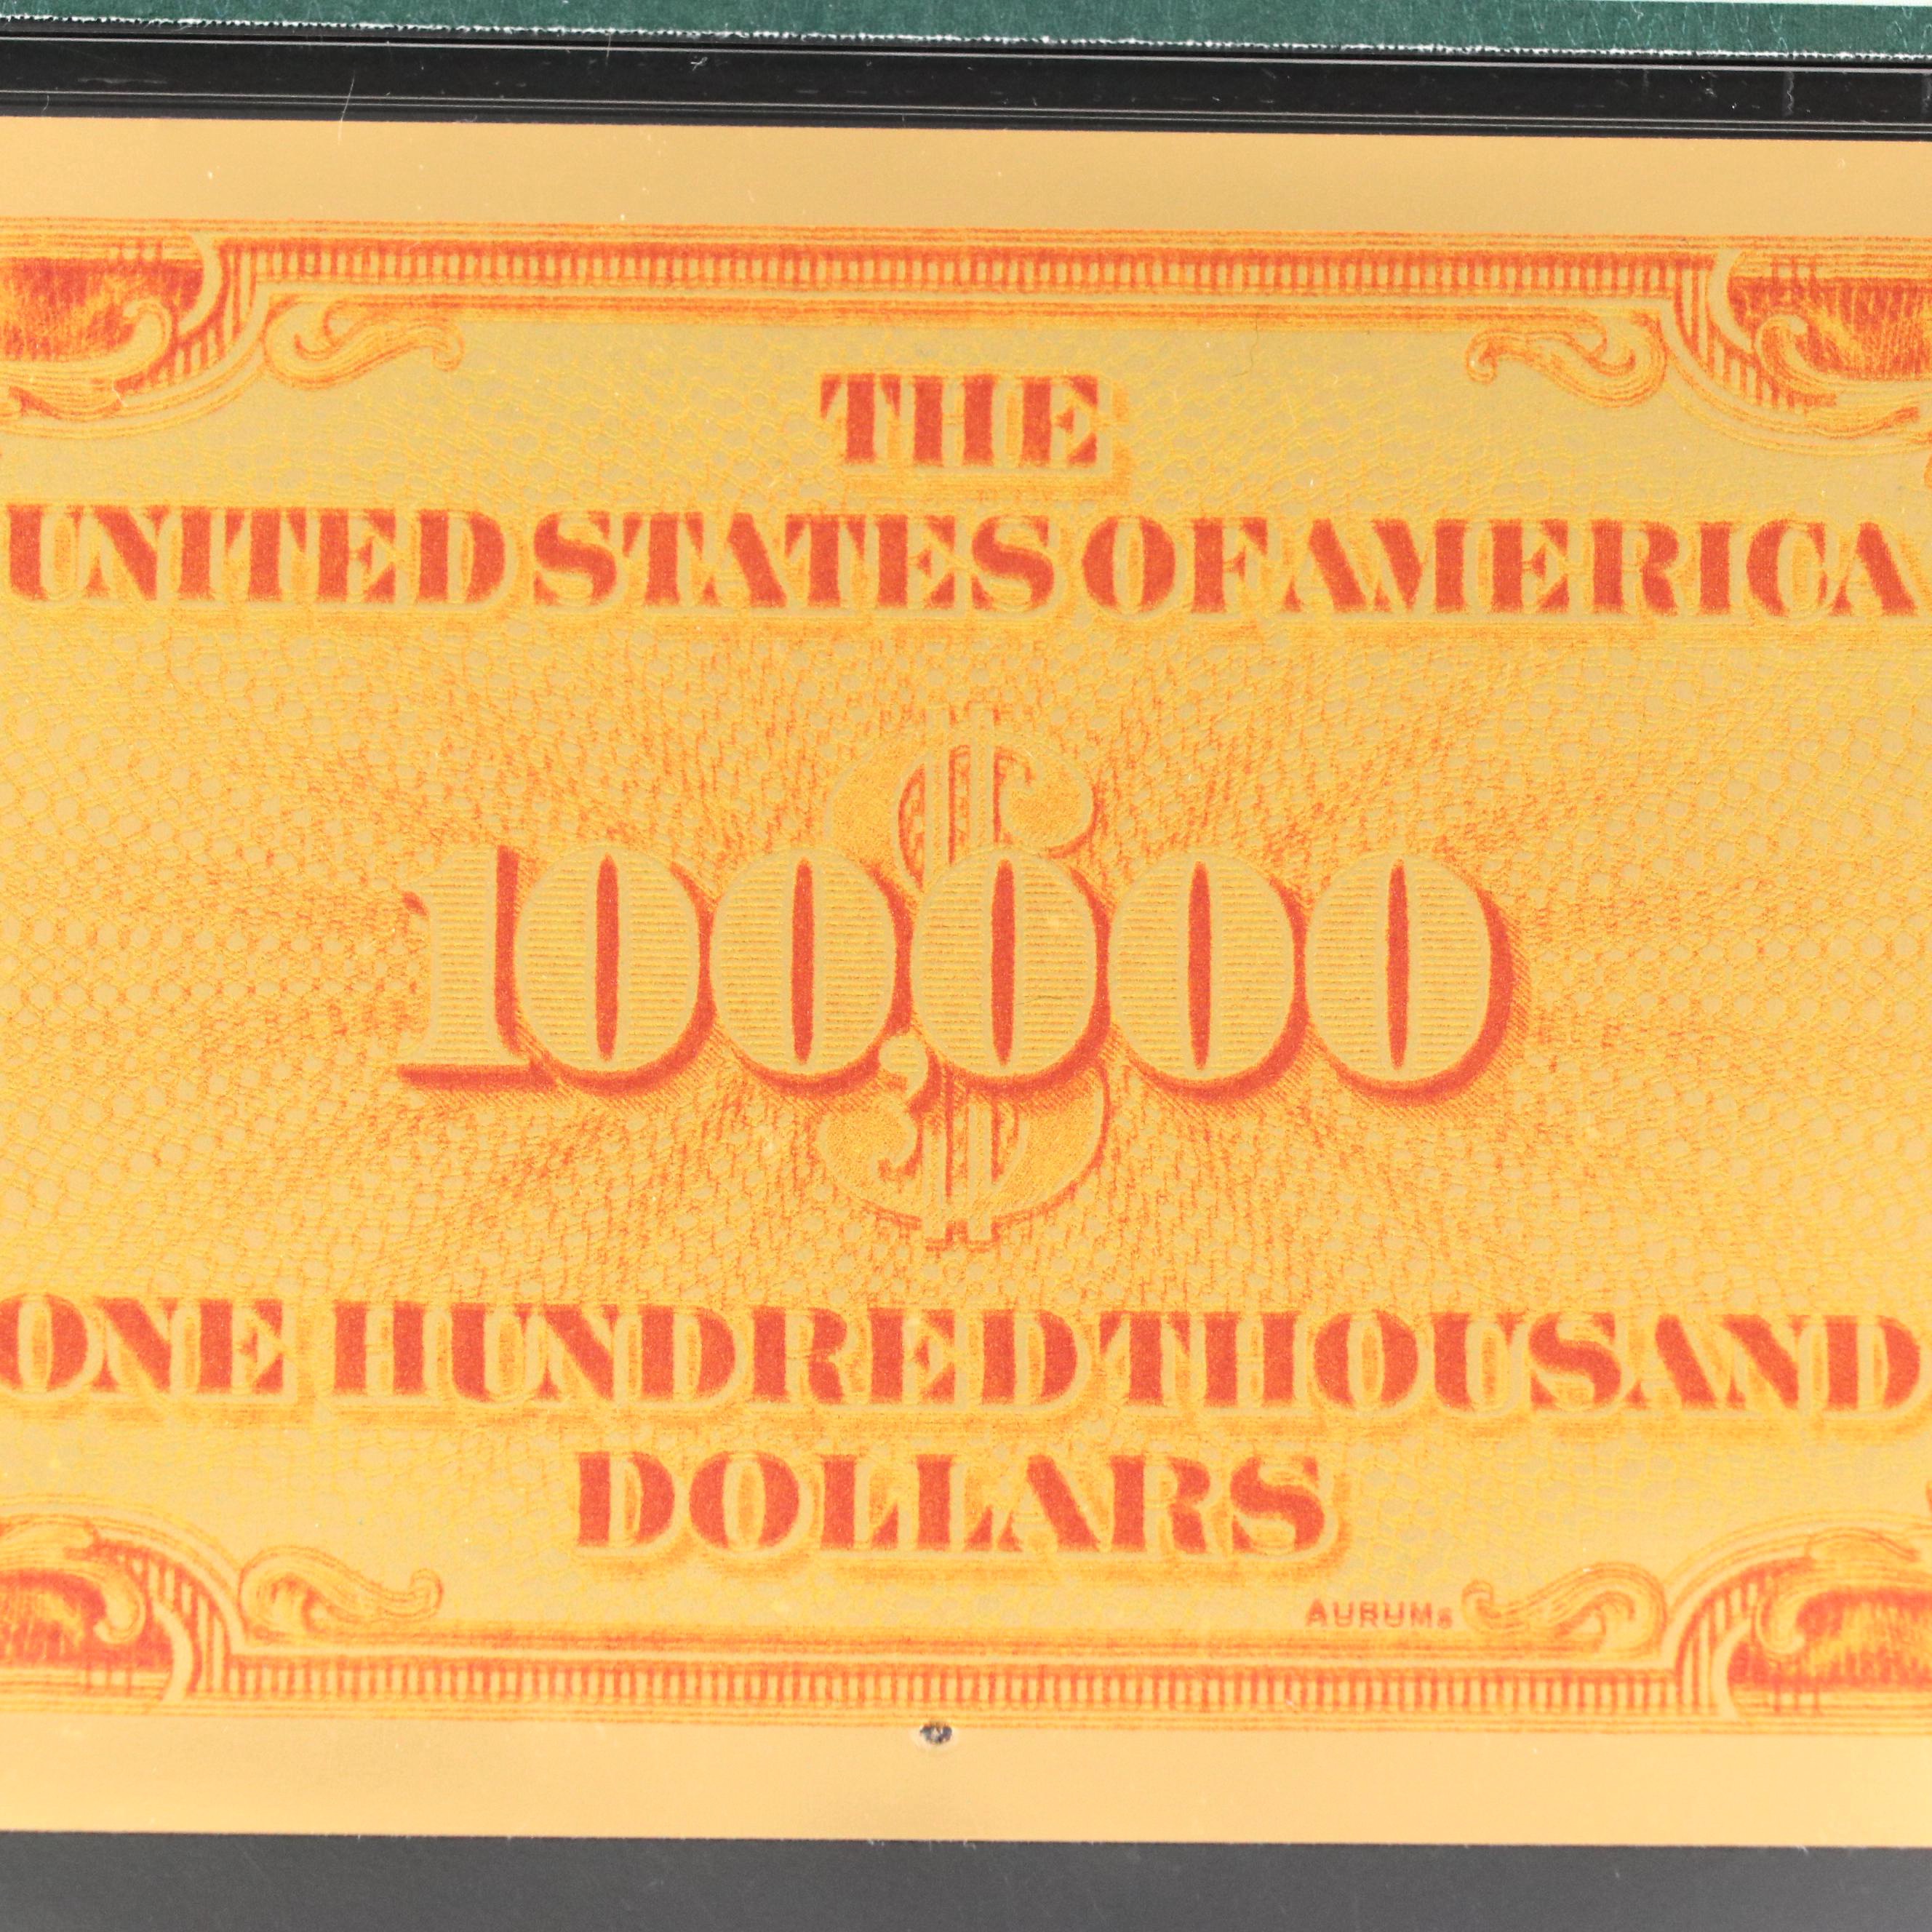 THE
UNITED STATES OF AMERICA
$
100,000
ONE HUNDRED THOUSAND
DOLLARS
AURUM®